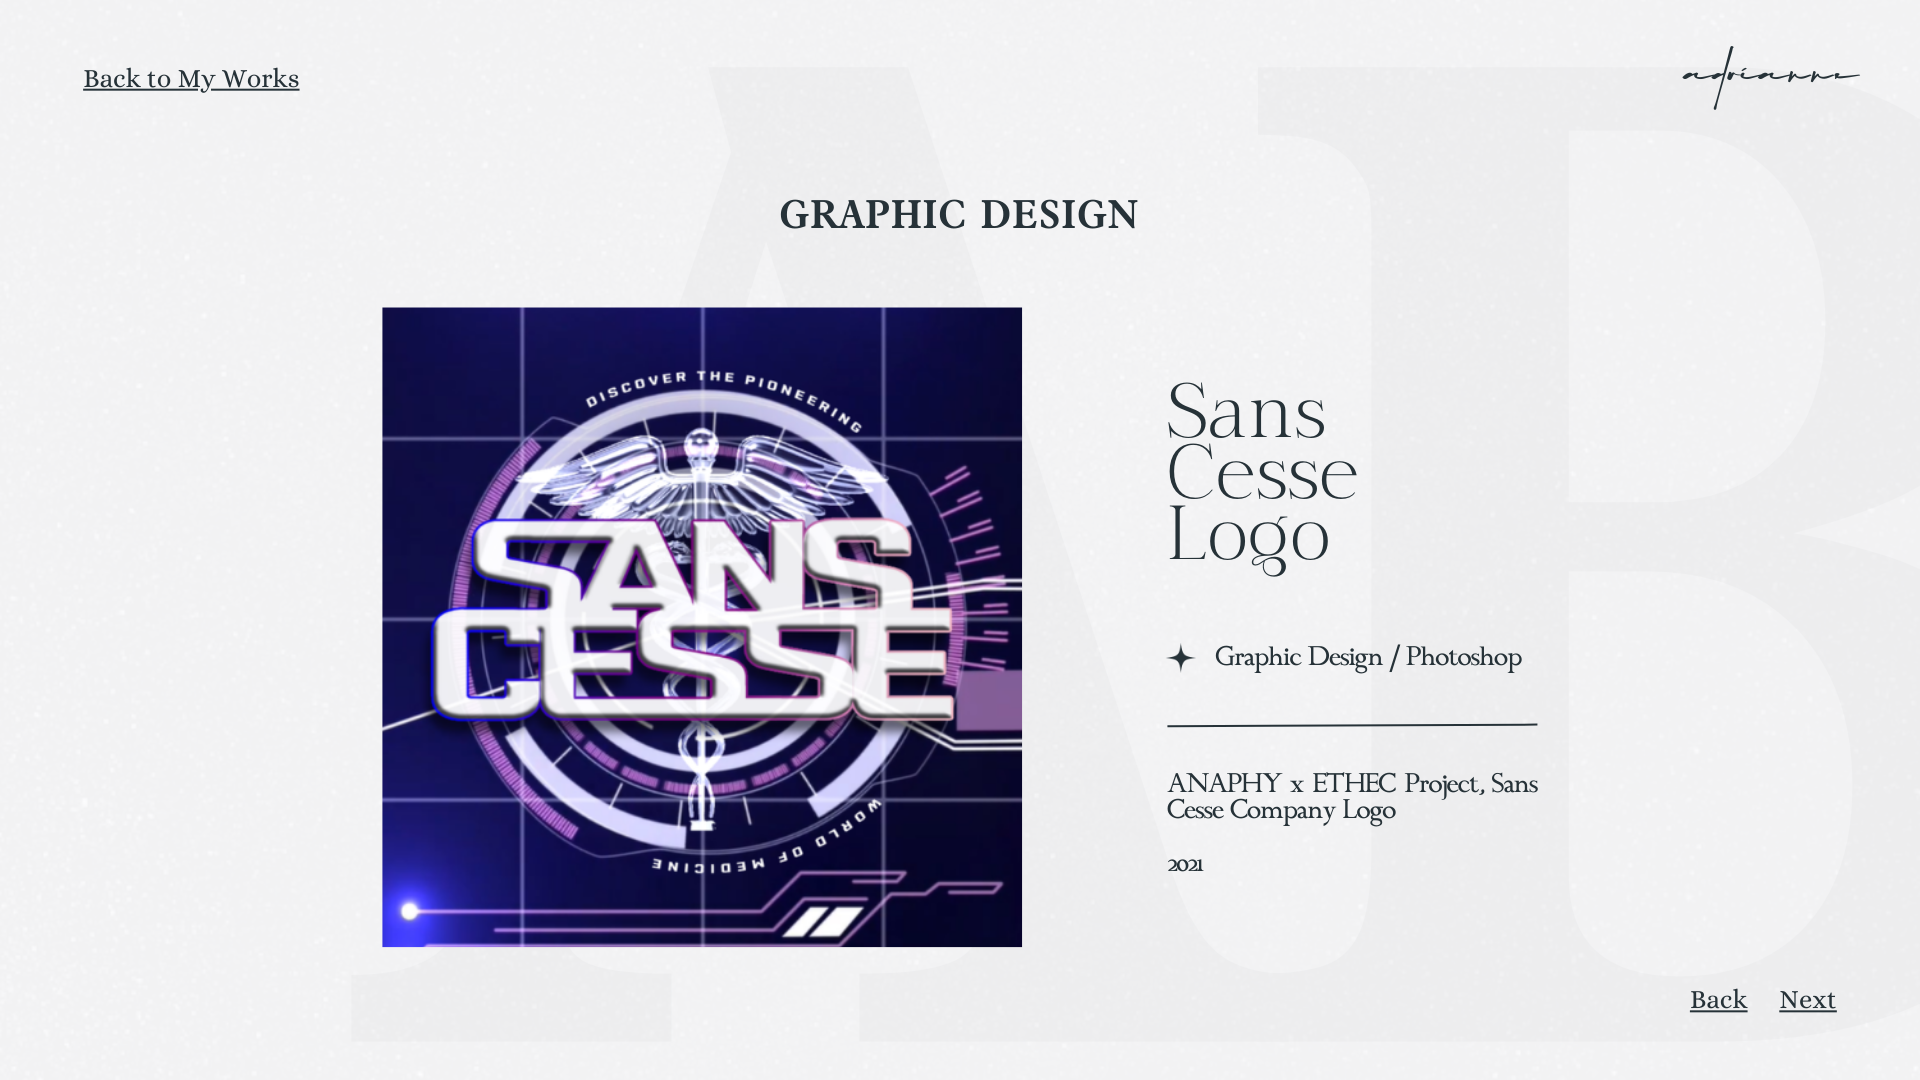 Back to My Works
adrianne
GRAPHIC DESIGN
DISCOVER THE PIONEERING
SANS
CESSE
WORLD OF MEDICINE
Sans
Cesse
Logo
Graphic Design / Photoshop
ANAPHY x ETHEC Project, Sans
Cesse Company Logo
2021
Back Next